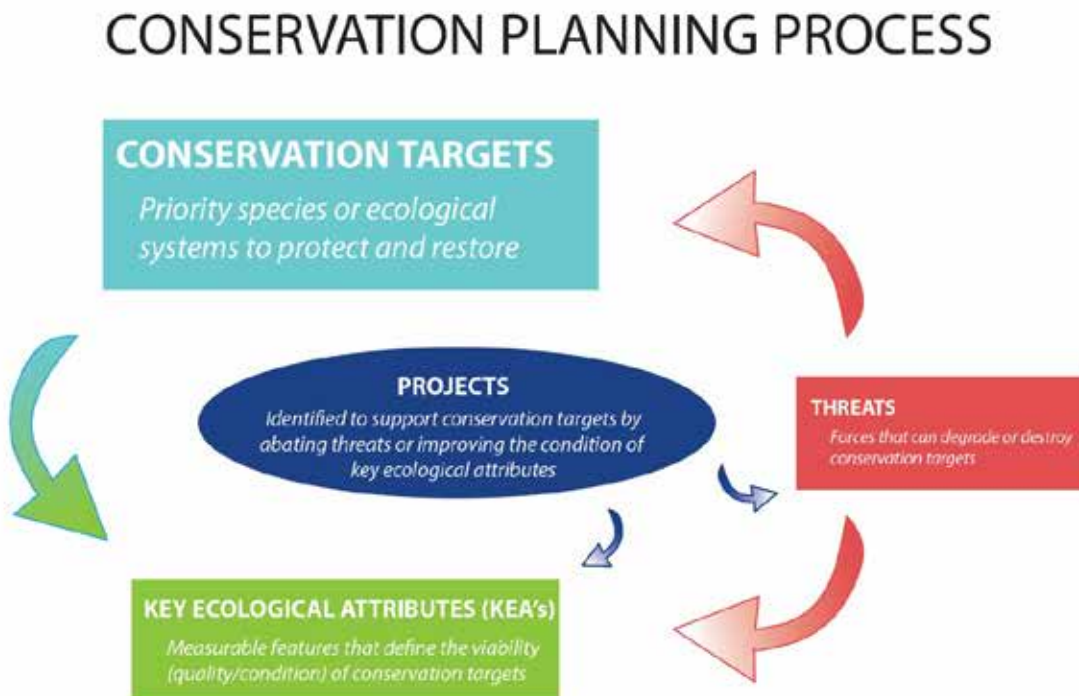 CONSERVATION PLANNING PROCESS
CONSERVATION TARGETS
Priority species or ecological
systems to protect and restore
PROJECTS
Identified to support conservation targets by
abating threats or improving the condition of
key ecological attributes
THREATS
Forces that can degrade or destroy
conservation targets
KEY ECOLOGICAL ATTRIBUTES (KEA's)
Measurable features that define the viability
(quality/condition) of conservation targets